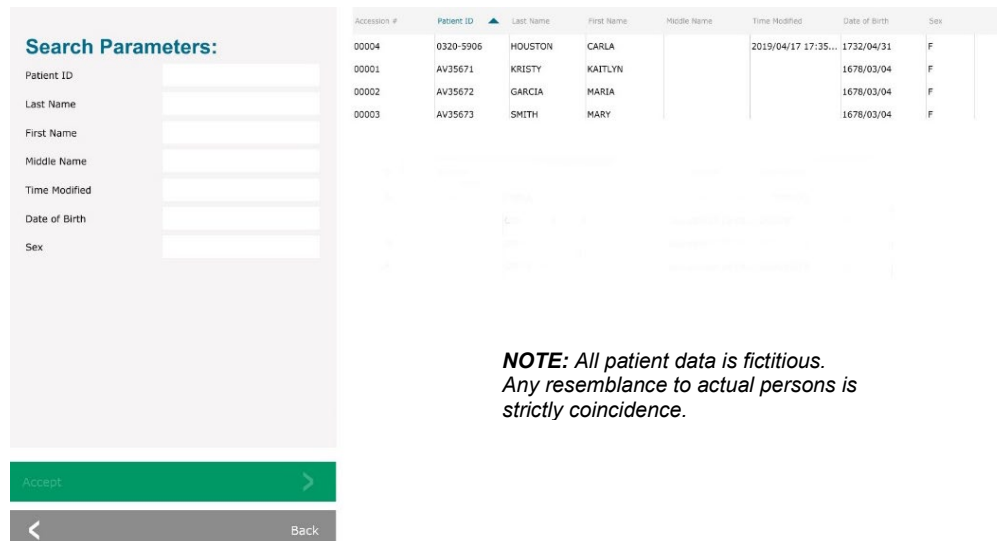 Search Parameters:
Patient ID
Last Name
First Name
Middle Name
Time Modified
Date of Birth
Sex
Accept
Back
Accession # Patient ID Last Name First Name Middle Name Time Modified Date of Birth Sex
00004 0320-5906 HOUSTON CARLA 2019/04/17 17:35... 1732/04/31 F
00001 AV35671 KRISTY KAITLYN 1678/03/04 F
00002 AV35672 GARCIA MARIA 1678/03/04 F
00003 AV35673 SMITH MARY 1678/03/04 F
NOTE: All patient data is fictitious.
Any resemblance to actual persons is
strictly coincidence.